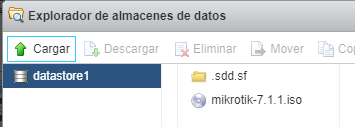 Explorador de almacenes de datos
Cargar Descargar Eliminar Mover
datastore1 .sdd.sf
mikrotik-7.1.1.iso